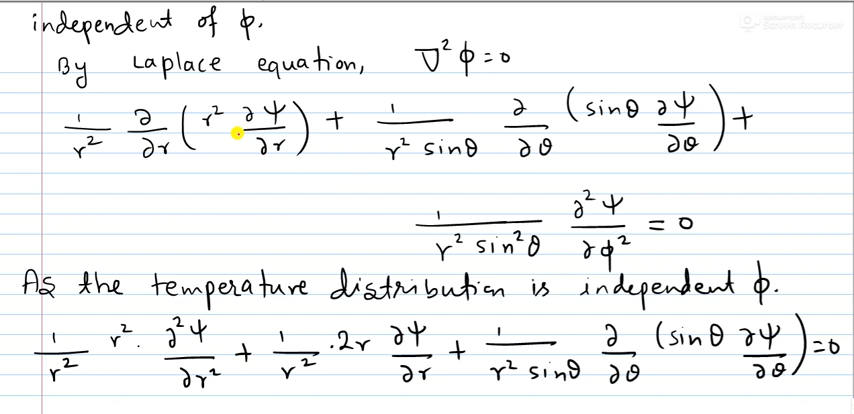 independent of ϕ.
By Laplace equation, ∇²ϕ=0
1/r² ∂/∂r (r² ∂ψ/∂r) + 1/(r² sinθ) ∂/∂θ (sinθ ∂ψ/∂θ) +
1/(r² sin²θ) ∂²ψ/∂ϕ² = 0
As the temperature distribution is independent ϕ.
1/r² r² · ∂²ψ/∂r² + 1/r² · 2r ∂ψ/∂r + 1/(r² sinθ) ∂/∂θ (sinθ ∂ψ/∂θ) = 0